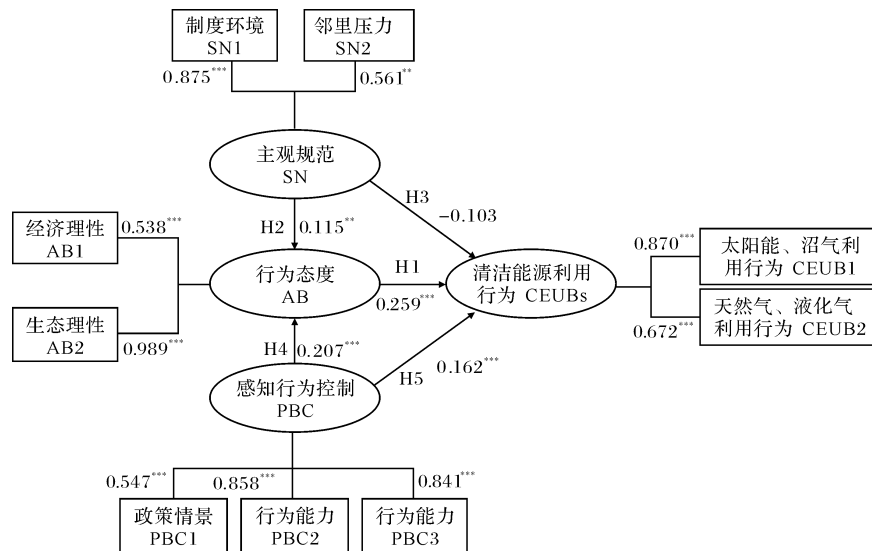 制度环境
SN1
邻里压力
SN2
0.875***
0.561**
主观规范
SN
H3
-0.103
H2
0.115**
经济理性
AB1
0.538***
生态理性
AB2
0.989***
行为态度
AB
H1
0.259***
清洁能源利用
行为 CEUBs
0.870***
太阳能、沼气利
用行为 CEUB1
0.672***
天然气、液化气
利用行为 CEUB2
H4
0.207***
H5
0.162***
感知行为控制
PBC
0.547***
0.858***
0.841***
政策情景
PBC1
行为能力
PBC2
行为能力
PBC3